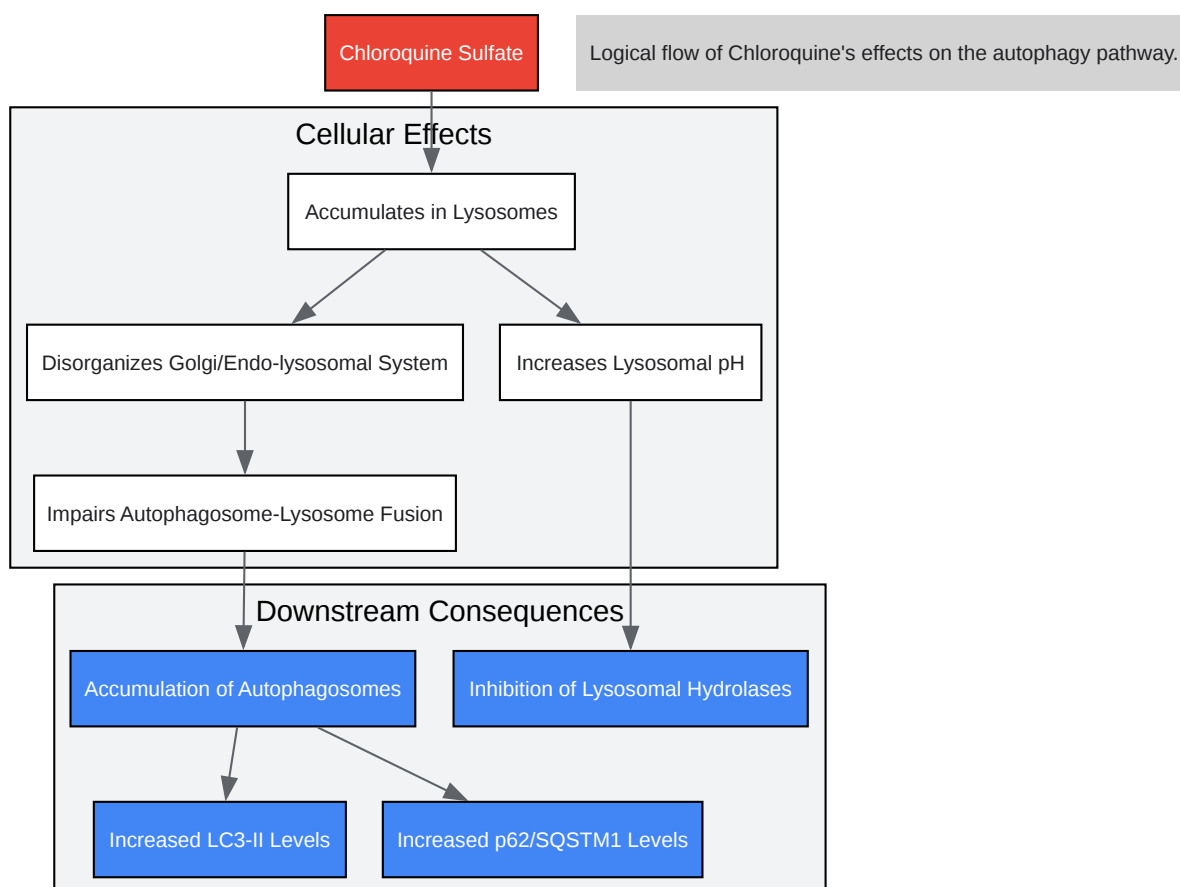 Chloroquine Sulfate
Logical flow of Chloroquine's effects on the autophagy pathway.
Cellular Effects
Accumulates in Lysosomes
Disorganizes Golgi/Endo-lysosomal System
Increases Lysosomal pH
Impairs Autophagosome-Lysosome Fusion
Downstream Consequences
Accumulation of Autophagosomes
Inhibition of Lysosomal Hydrolases
Increased LC3-II Levels
Increased p62/SQSTM1 Levels